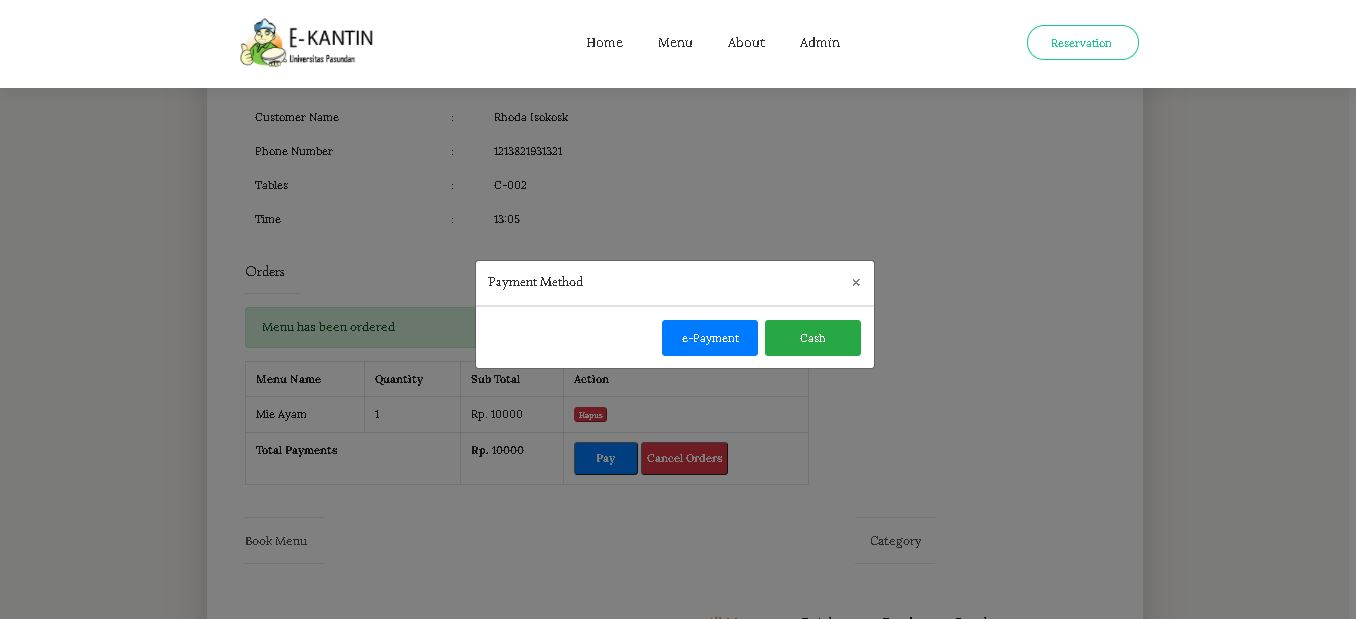 E-KANTIN
Universitas Pasundan
Home Menu About Admin
Reservation
Customer Name : Rhoda Isokosk
Phone Number : 1213821931321
Tables : C-002
Time : 13:05
Orders
Menu has been ordered
Payment Method ×
e-Payment Cash
Menu Name Quantity Sub Total Action
Mie Ayam 1 Rp. 10000 Hapus
Total Payments Rp. 10000 Pay Cancel Orders
Book Menu Category